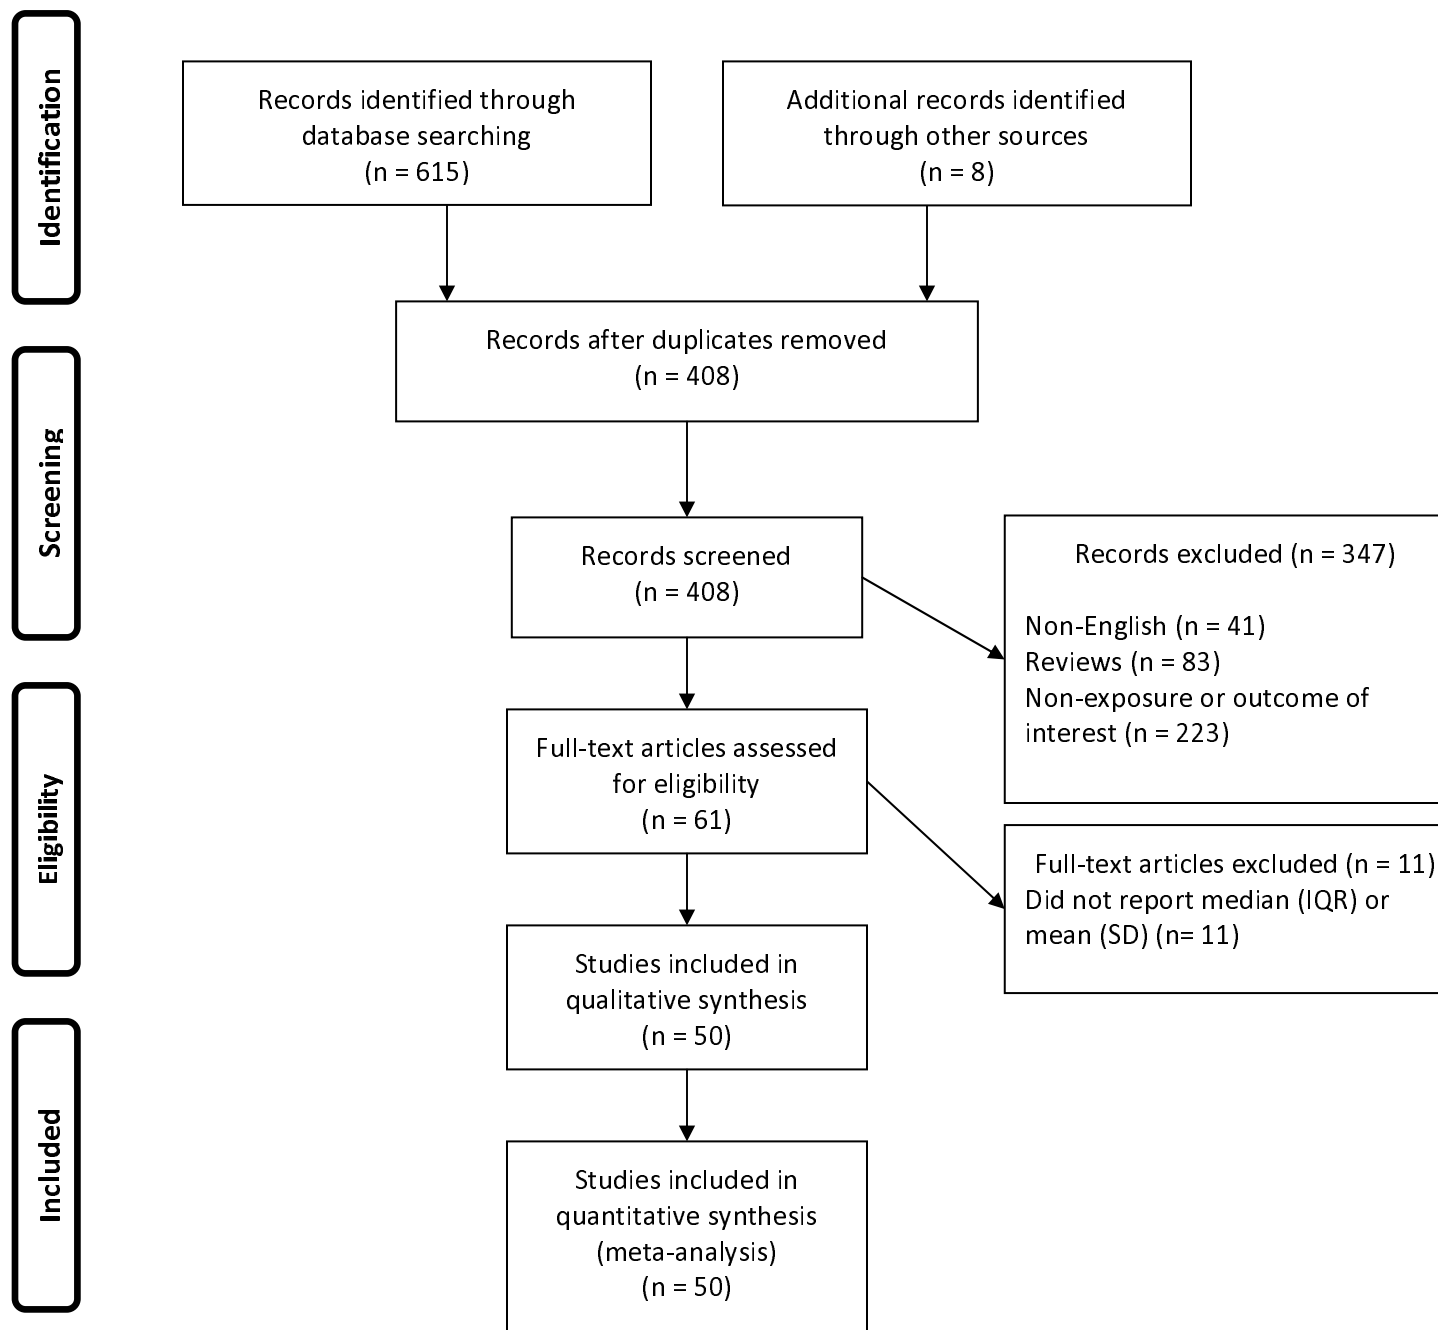 Identification
Records identified through
database searching
(n = 615)
Additional records identified
through other sources
(n = 8)
Records after duplicates removed
(n = 408)
Screening
Records screened
(n = 408)
Records excluded (n = 347)
Non-English (n = 41)
Reviews (n = 83)
Non-exposure or outcome of
interest (n = 223)
Eligibility
Full-text articles assessed
for eligibility
(n = 61)
Full-text articles excluded (n = 11)
Did not report median (IQR) or
mean (SD) (n= 11)
Studies included in
qualitative synthesis
(n = 50)
Included
Studies included in
quantitative synthesis
(meta-analysis)
(n = 50)